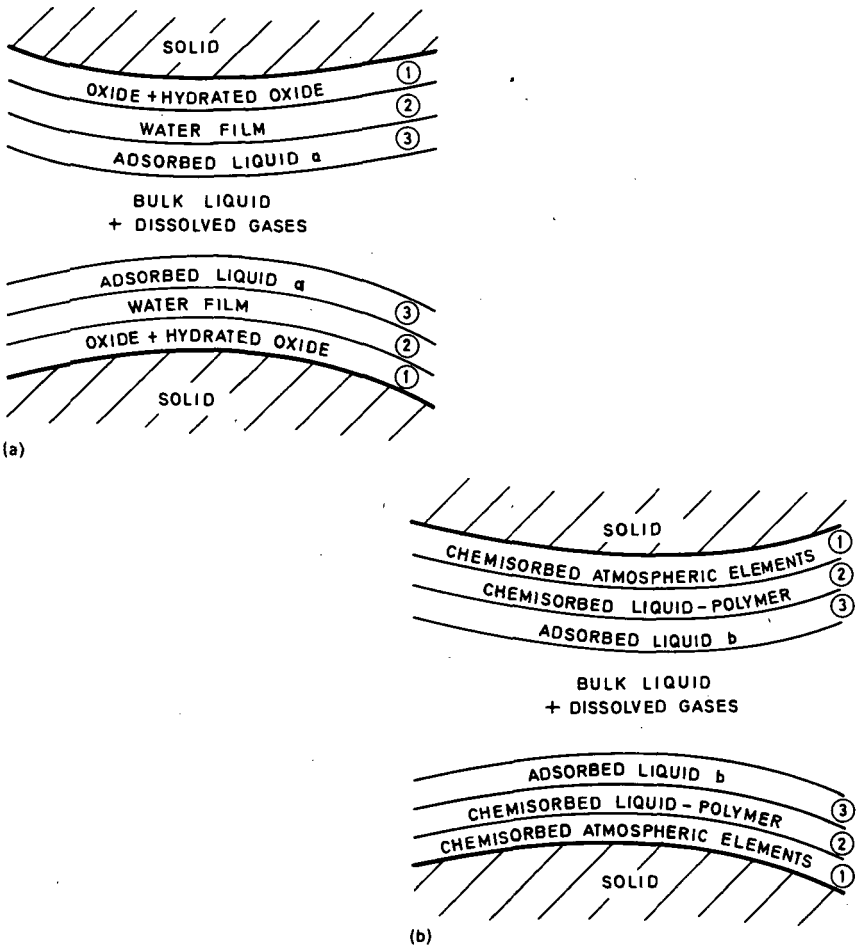 SOLID
①
OXIDE + HYDRATED OXIDE
②
WATER FILM
③
ADSORBED LIQUID a
BULK LIQUID
+ DISSOLVED GASES
ADSORBED LIQUID a
WATER FILM
③
OXIDE + HYDRATED OXIDE
②
①
SOLID
(a)
SOLID
①
CHEMISORBED ATMOSPHERIC ELEMENTS
②
CHEMISORBED LIQUID-POLYMER
③
ADSORBED LIQUID b
BULK LIQUID
+ DISSOLVED GASES
ADSORBED LIQUID b
CHEMISORBED LIQUID-POLYMER
③
CHEMISORBED ATMOSPHERIC ELEMENTS
②
①
SOLID
(b)